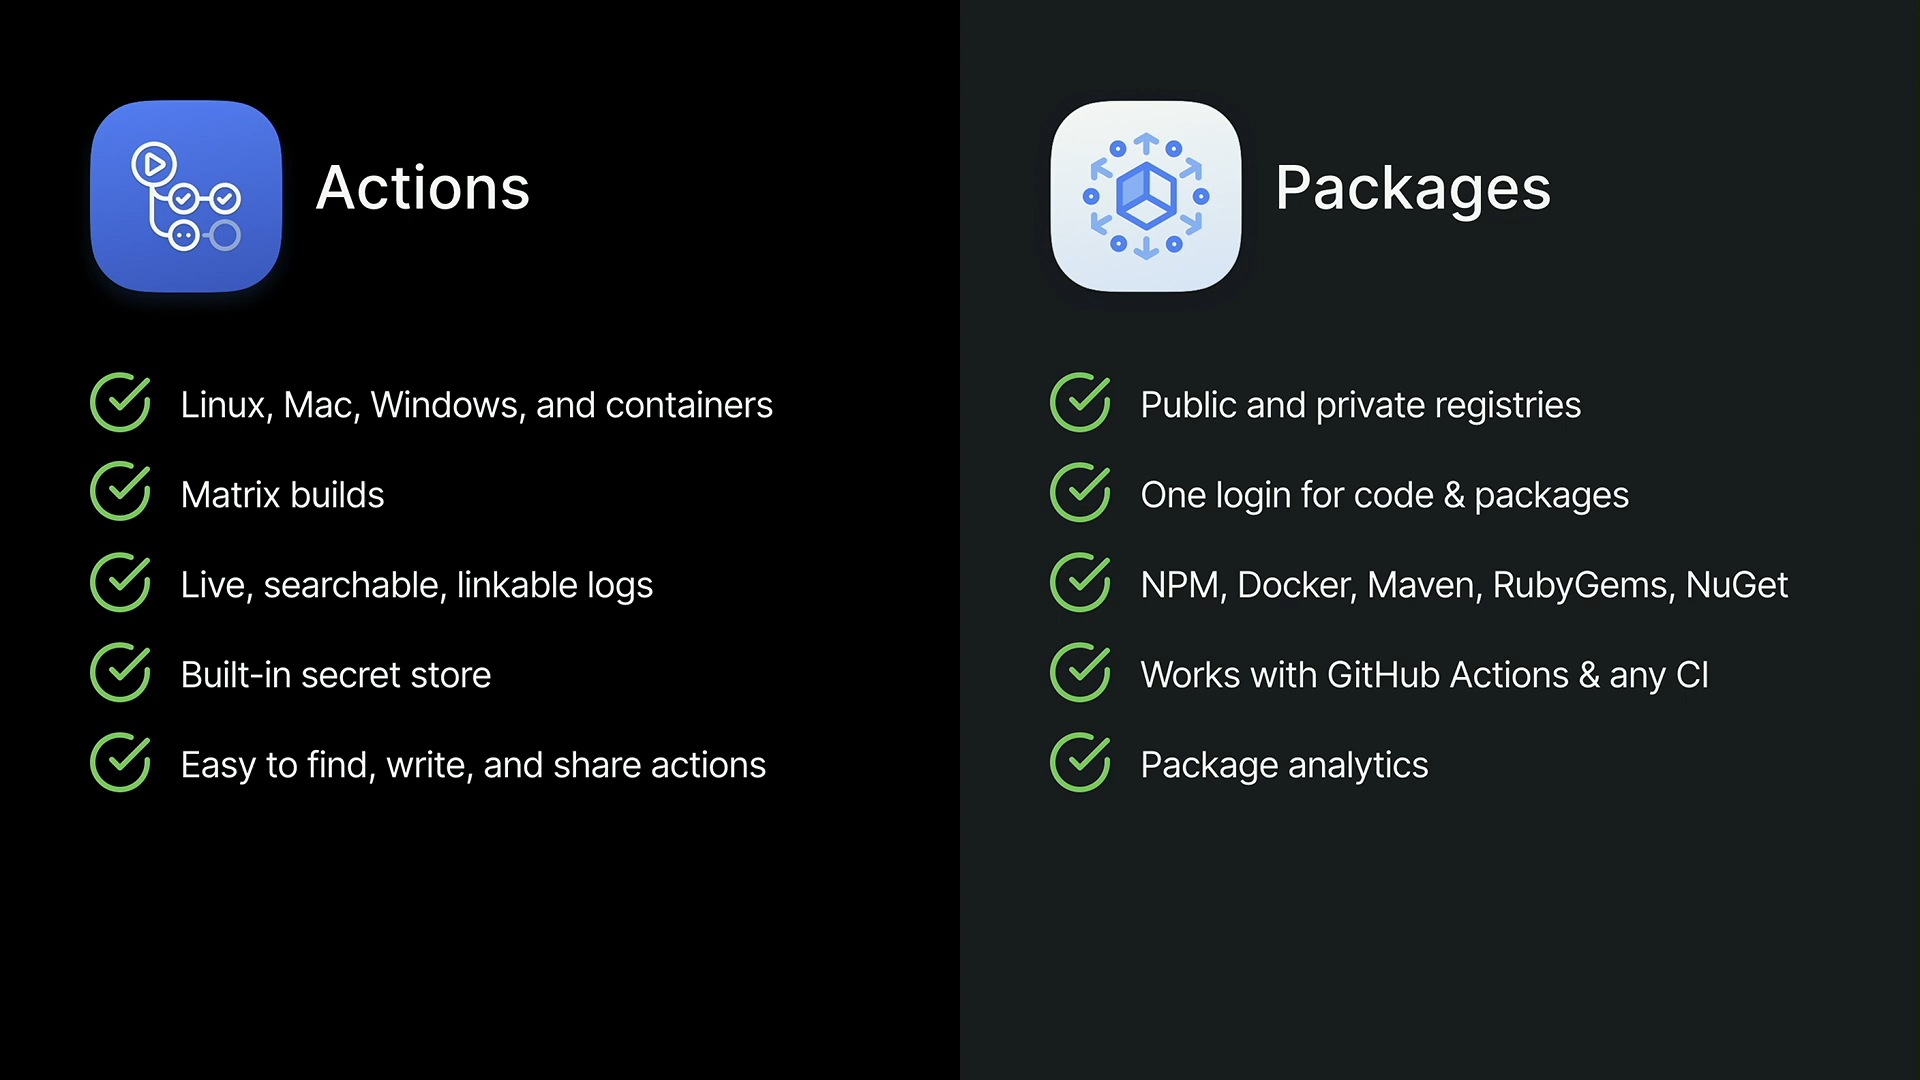 Actions
Linux, Mac, Windows, and containers
Matrix builds
Live, searchable, linkable logs
Built-in secret store
Easy to find, write, and share actions
Packages
Public and private registries
One login for code & packages
NPM, Docker, Maven, RubyGems, NuGet
Works with GitHub Actions & any CI
Package analytics